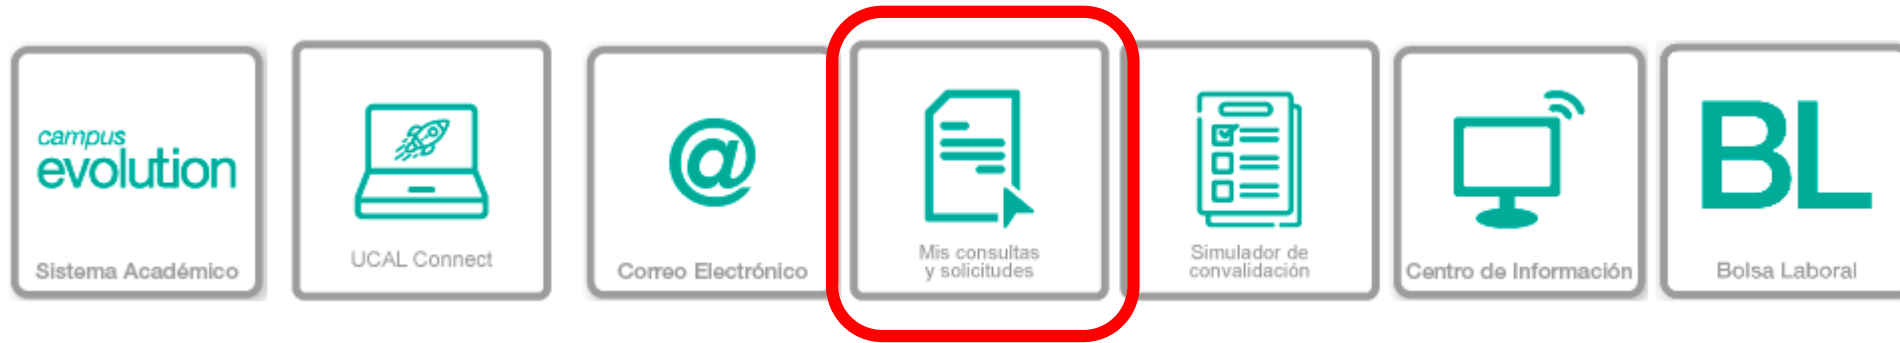 campus
evolution
Sistema Académico
UCAL Connect
@
Correo Electrónico
Mis consultas
y solicitudes
Simulador de
convalidación
Centro de Información
BL
Bolsa Laboral